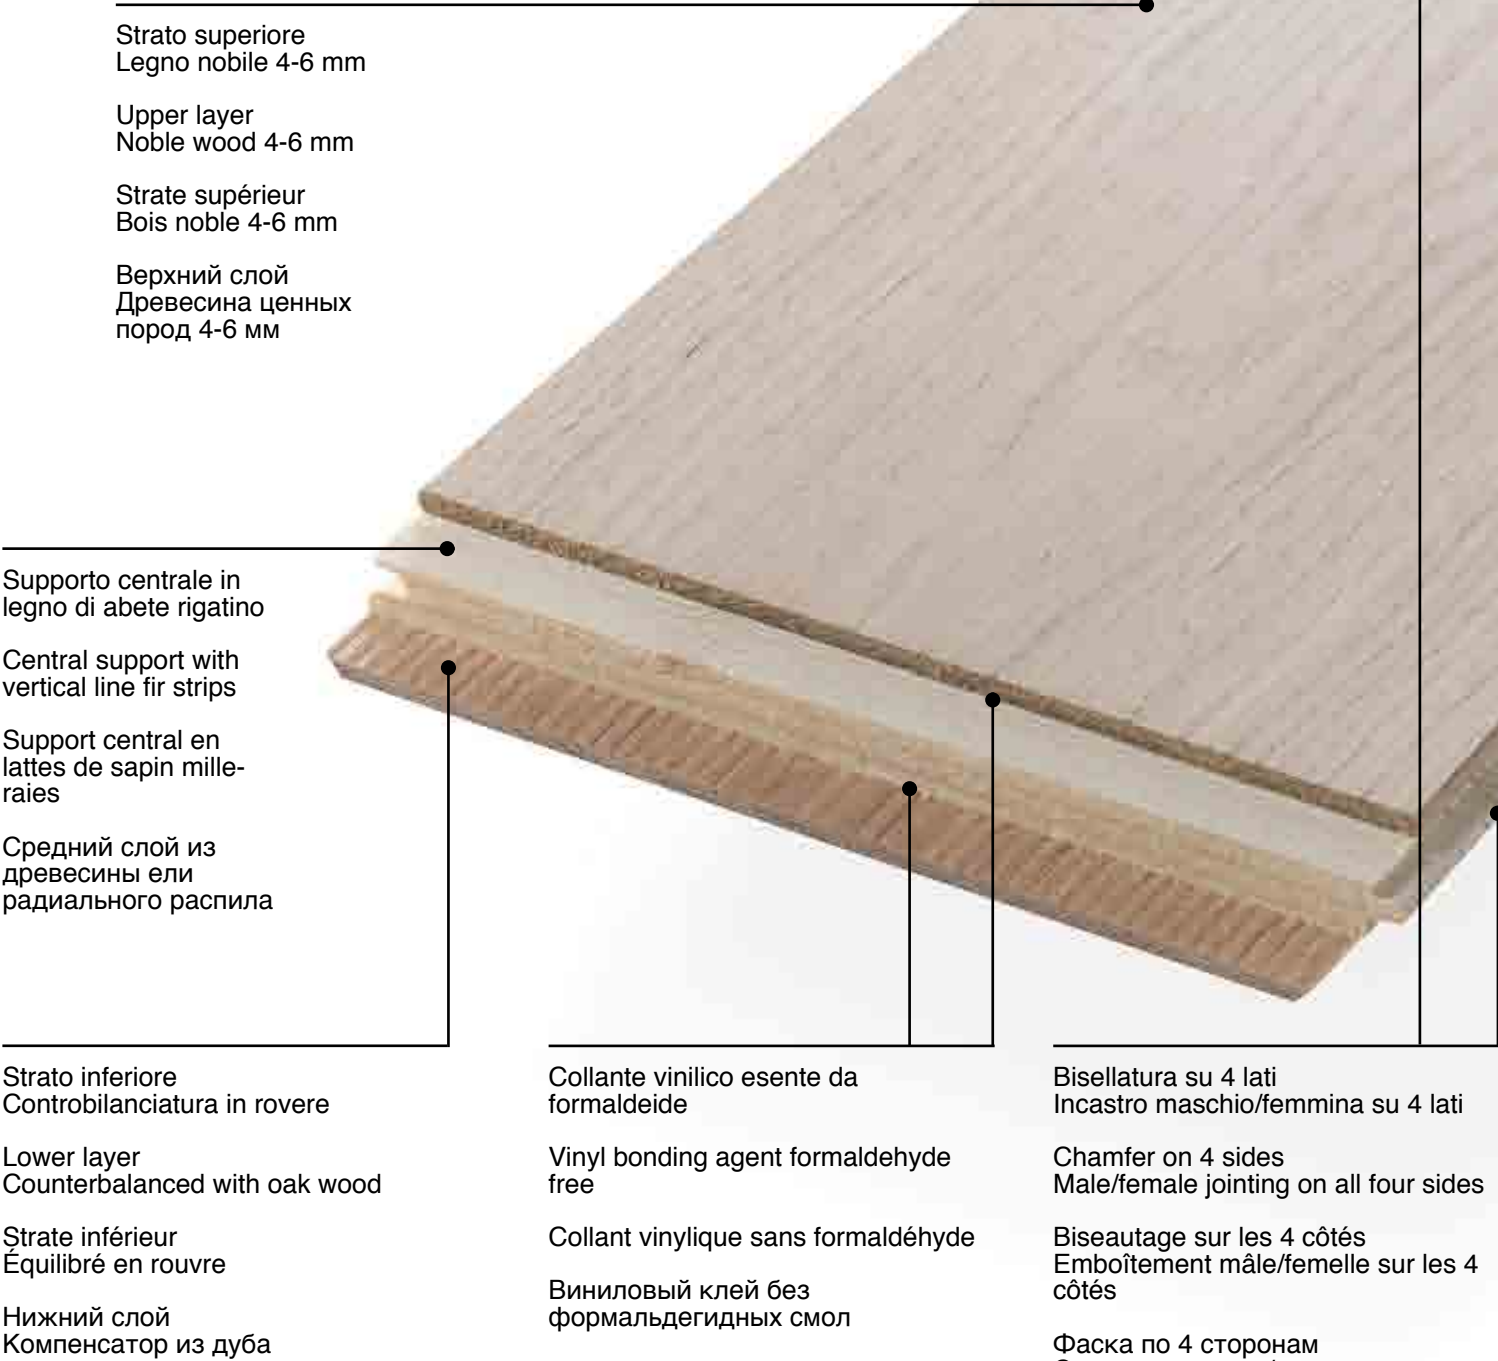 Strato superiore
Legno nobile 4-6 mm
Upper layer
Noble wood 4-6 mm
Strate supérieur
Bois noble 4-6 mm
Верхний слой
Древесина ценных
пород 4-6 мм
Supporto centrale in
legno di abete rigatino
Central support with
vertical line fir strips
Support central en
lattes de sapin mille-
raies
Средний слой из
древесины ели
радиального распила
Strato inferiore
Controbilanciatura in rovere
Lower layer
Counterbalanced with oak wood
Strate inférieur
Équilibré en rouvre
Нижний слой
Компенсатор из дуба
Collante vinilico esente da
formaldeide
Vinyl bonding agent formaldehyde
free
Collant vinylique sans formaldéhyde
Виниловый клей без
формальдегидных смол
Bisellatura su 4 lati
Incastro maschio/femmina su 4 lati
Chamfer on 4 sides
Male/female jointing on all four sides
Biseautage sur les 4 côtés
Emboîtement mâle/femelle sur les 4
côtés
Фаска по 4 сторонам